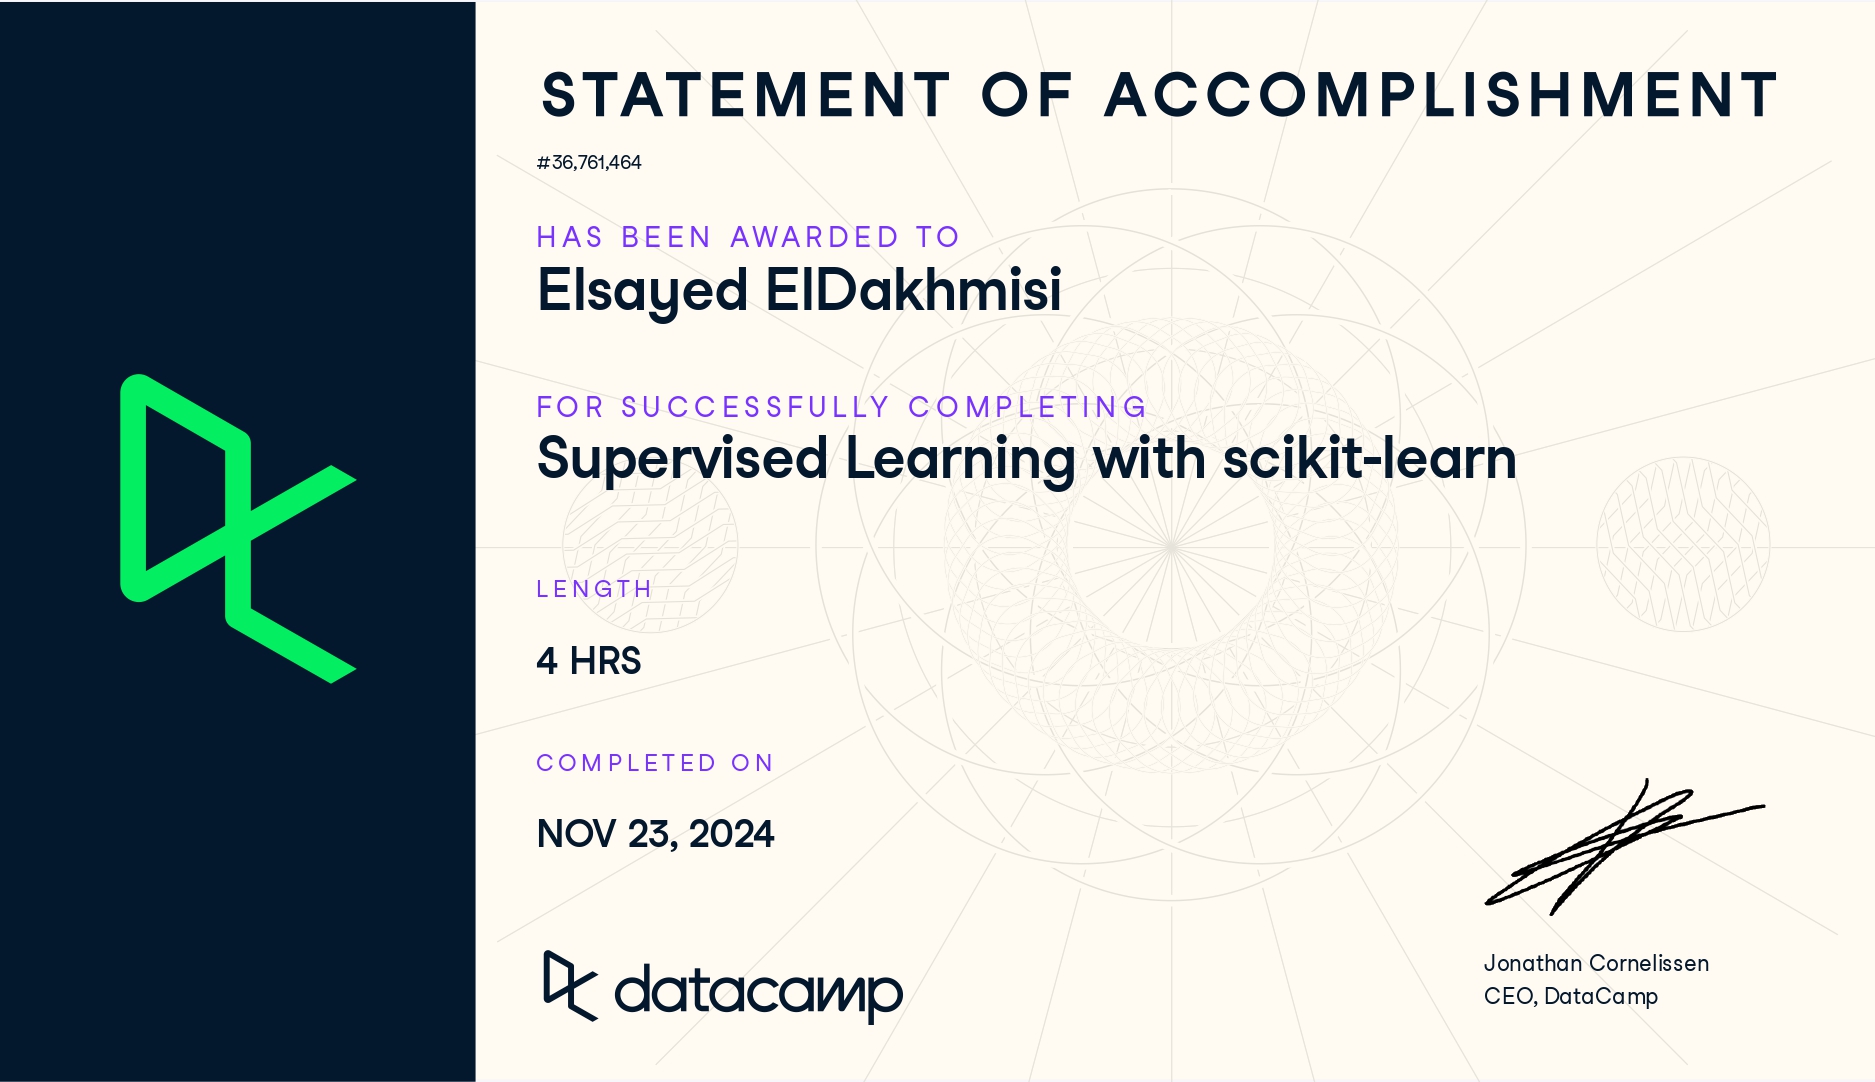 STATEMENT OF ACCOMPLISHMENT
#36,761,464
HAS BEEN AWARDED TO
Elsayed ElDakhmisi
FOR SUCCESSFULLY COMPLETING
Supervised Learning with scikit-learn
LENGTH
4 HRS
COMPLETED ON
NOV 23, 2024
datacamp
Jonathan Cornelissen
CEO, DataCamp